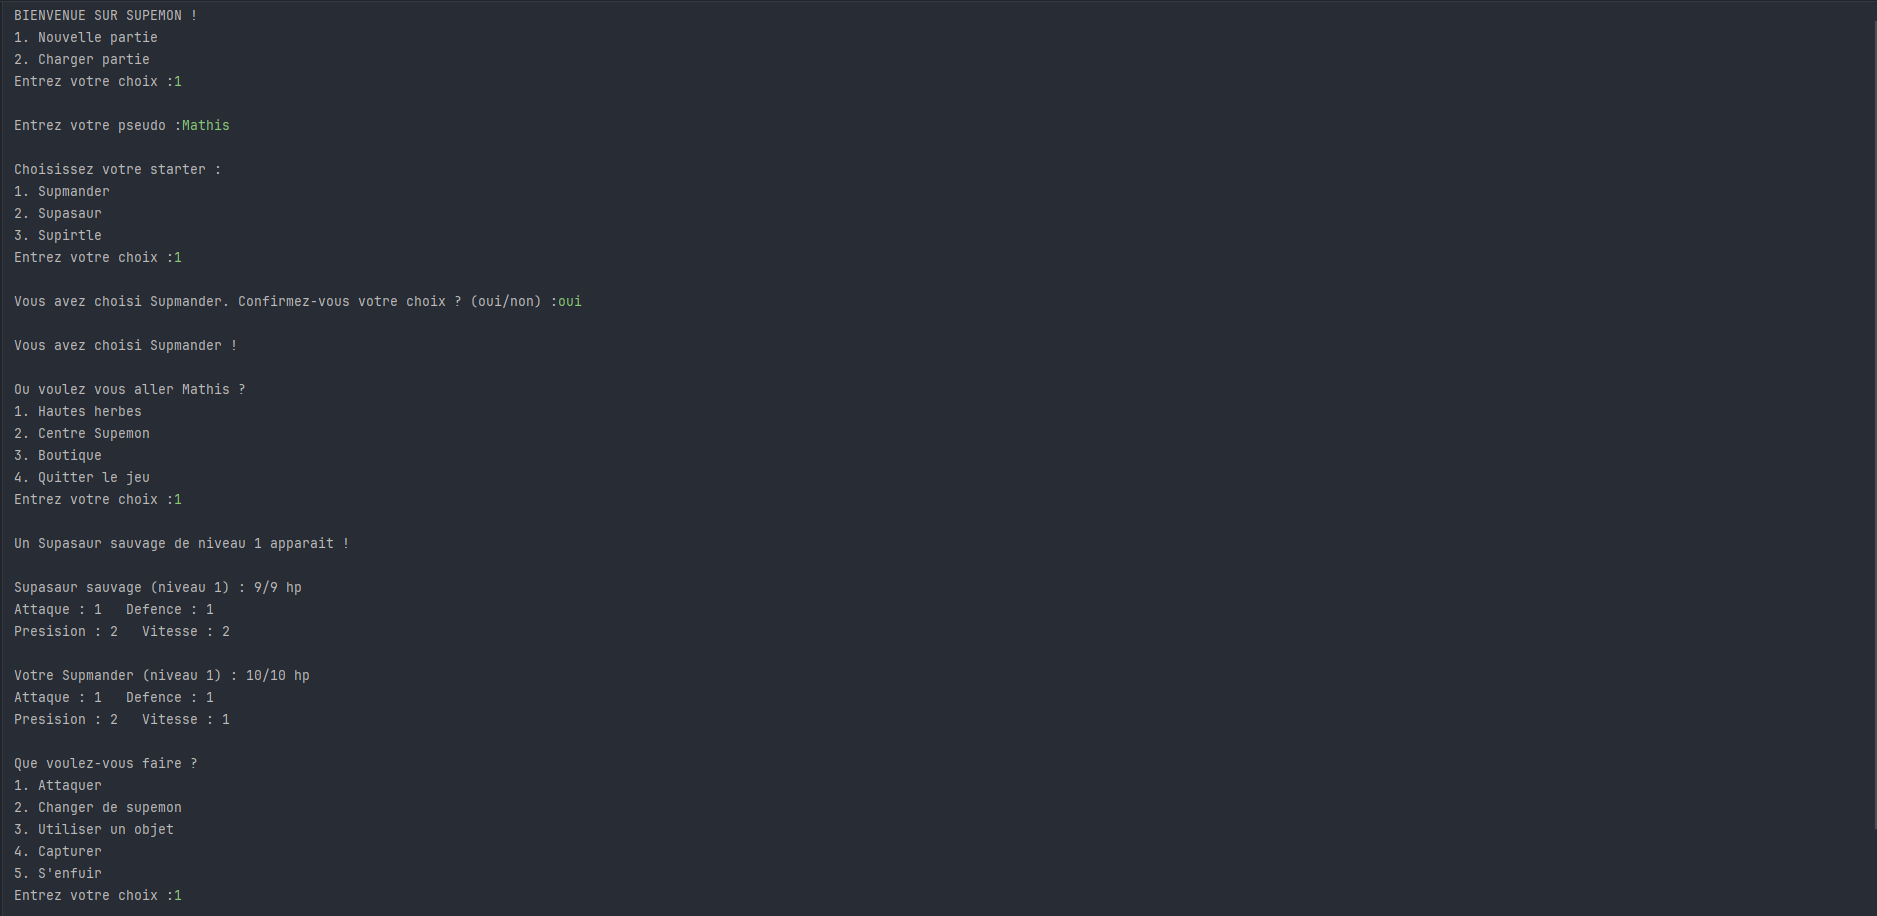 BIENVENUE SUR SUPEMON !
1. Nouvelle partie
2. Charger partie
Entrez votre choix :1
Entrez votre pseudo :Mathis
Choisissez votre starter :
1. Supmander
2. Supasaur
3. Supirtle
Entrez votre choix :1
Vous avez choisi Supmander. Confirmez-vous votre choix ? (oui/non) :oui
Vous avez choisi Supmander !
Ou voulez vous aller Mathis ?
1. Hautes herbes
2. Centre Supemon
3. Boutique
4. Quitter le jeu
Entrez votre choix :1
Un Supasaur sauvage de niveau 1 apparait !
Supasaur sauvage (niveau 1) : 9/9 hp
Attaque : 1   Defence : 1
Presision : 2   Vitesse : 2
Votre Supmander (niveau 1) : 10/10 hp
Attaque : 1   Defence : 1
Presision : 2   Vitesse : 1
Que voulez-vous faire ?
1. Attaquer
2. Changer de supemon
3. Utiliser un objet
4. Capturer
5. S'enfuir
Entrez votre choix :1